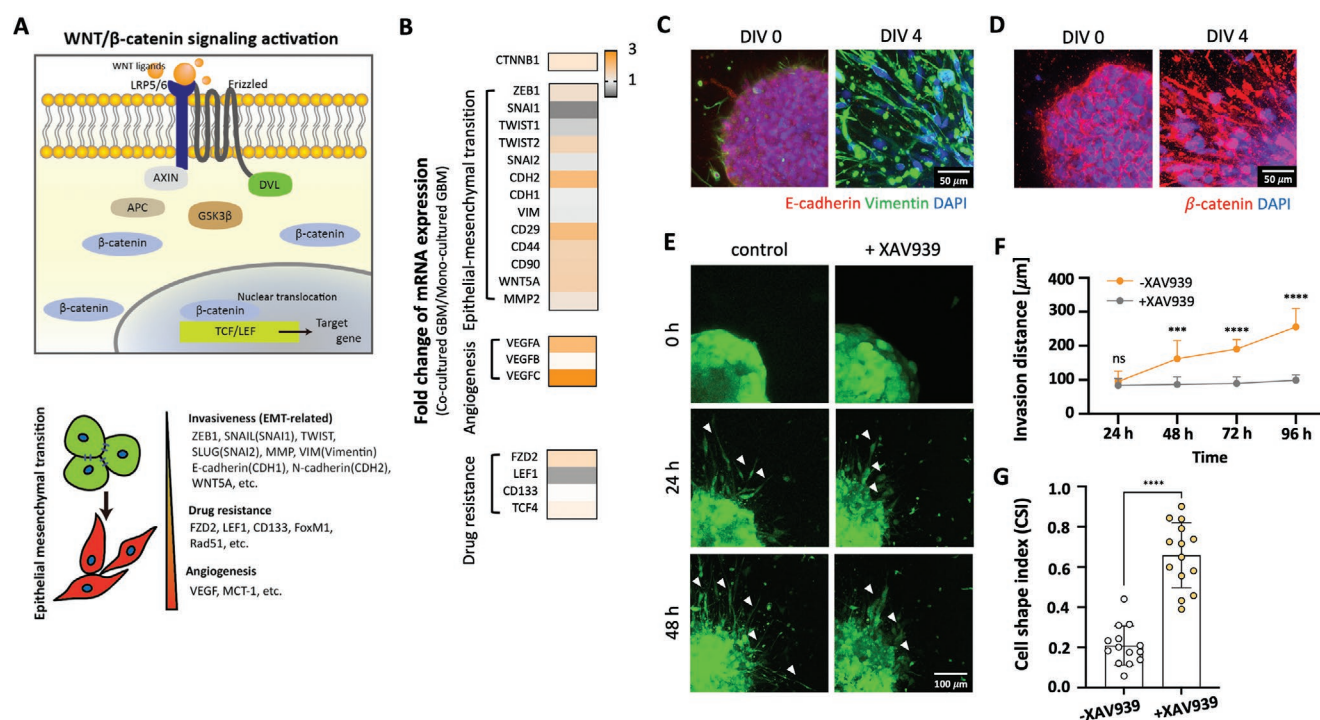 A
WNT/β-catenin signaling activation
WNT ligands
LRP5/6
Frizzled
AXIN
DVL
APC
GSK3β
β-catenin
β-catenin
β-catenin
Nuclear translocation
β-catenin
TCF/LEF
Target
gene
Epithelial mesenchymal transition
Invasiveness (EMT-related)
ZEB1, SNAIL(SNAI1), TWIST,
SLUG(SNAI2), MMP, VIM(Vimentin)
E-cadherin(CDH1), N-cadherin(CDH2),
WNT5A, etc.
Drug resistance
FZD2, LEF1, CD133, FoxM1,
Rad51, etc.
Angiogenesis
VEGF, MCT-1, etc.
B
Fold change of mRNA expression
(Co-cultured GBM/Mono-cultured GBM)
CTNNB1
3
1
Epithelial-mesenchymal transition
ZEB1
SNAI1
TWIST1
TWIST2
SNAI2
CDH2
CDH1
VIM
CD29
CD44
CD90
WNT5A
MMP2
Angiogenesis
VEGFA
VEGFB
VEGFC
Drug resistance
FZD2
LEF1
CD133
TCF4
C
DIV 0
DIV 4
50 μm
E-cadherin Vimentin DAPI
D
DIV 0
DIV 4
50 μm
β-catenin DAPI
E
control
+ XAV939
0 h
24 h
48 h
100 μm
F
Invasion distance [μm]
400
300
200
100
0
-XAV939
+XAV939
ns
***
****
****
24 h
48 h
72 h
96 h
Time
G
Cell shape index (CSI)
1.0
0.8
0.6
0.4
0.2
0.0
****
-XAV939
+XAV939